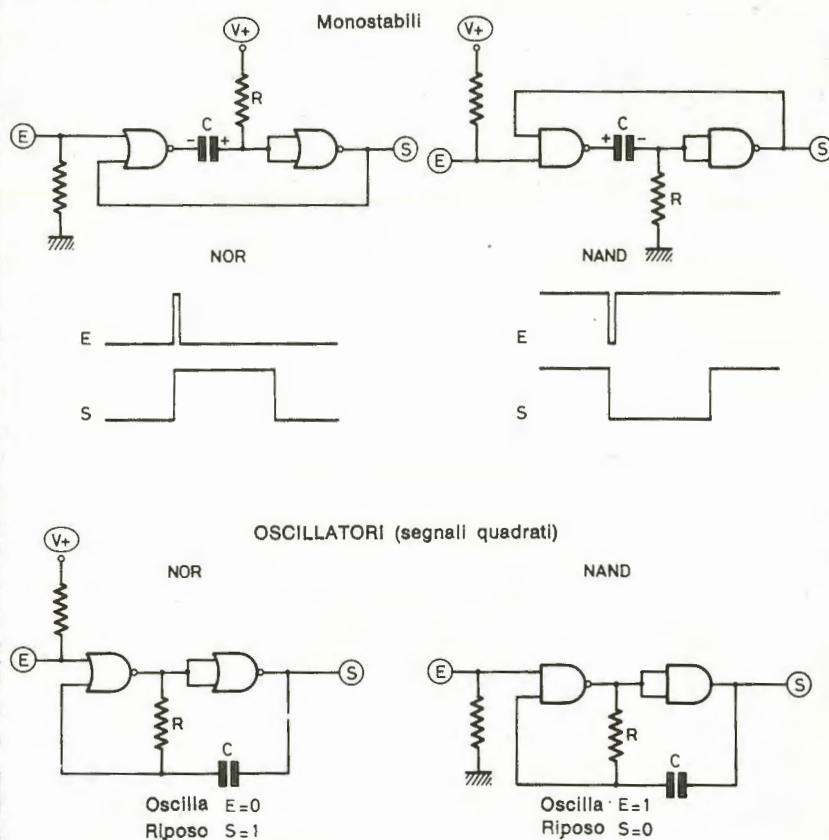 Monostabili
V+
V+
R
E
- C +
S
E
+ C -
S
R
NOR
NAND
E
E
S
S
OSCILLATORI (segnali quadrati)
V+
NOR
NAND
E
S
E
S
R
R
C
C
Oscilla E=0
Riposo S=1
Oscilla E=1
Riposo S=0